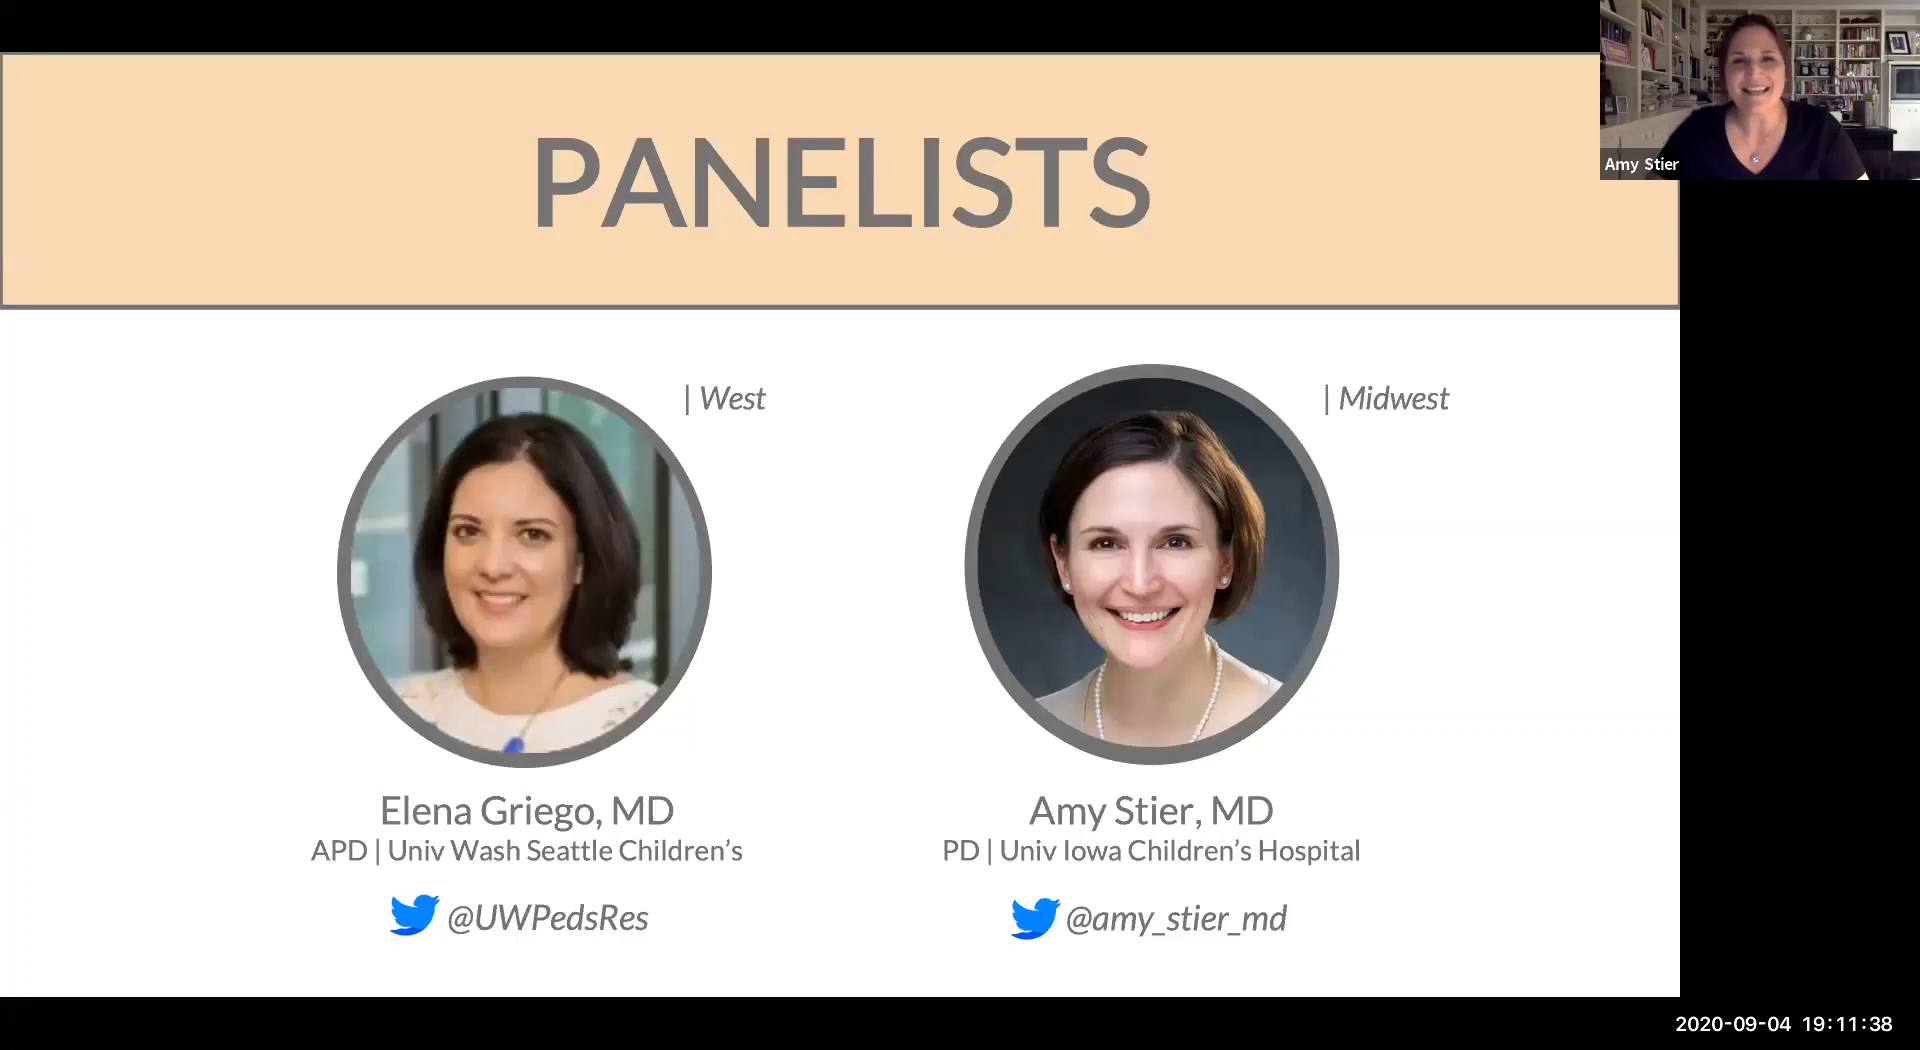 PANELISTS
Amy Stier
| West
| Midwest
Elena Griego, MD
APD | Univ Wash Seattle Children's
@UWPedsRes
Amy Stier, MD
PD | Univ Iowa Children's Hospital
@amy_stier_md
2020-09-04 19:11:38